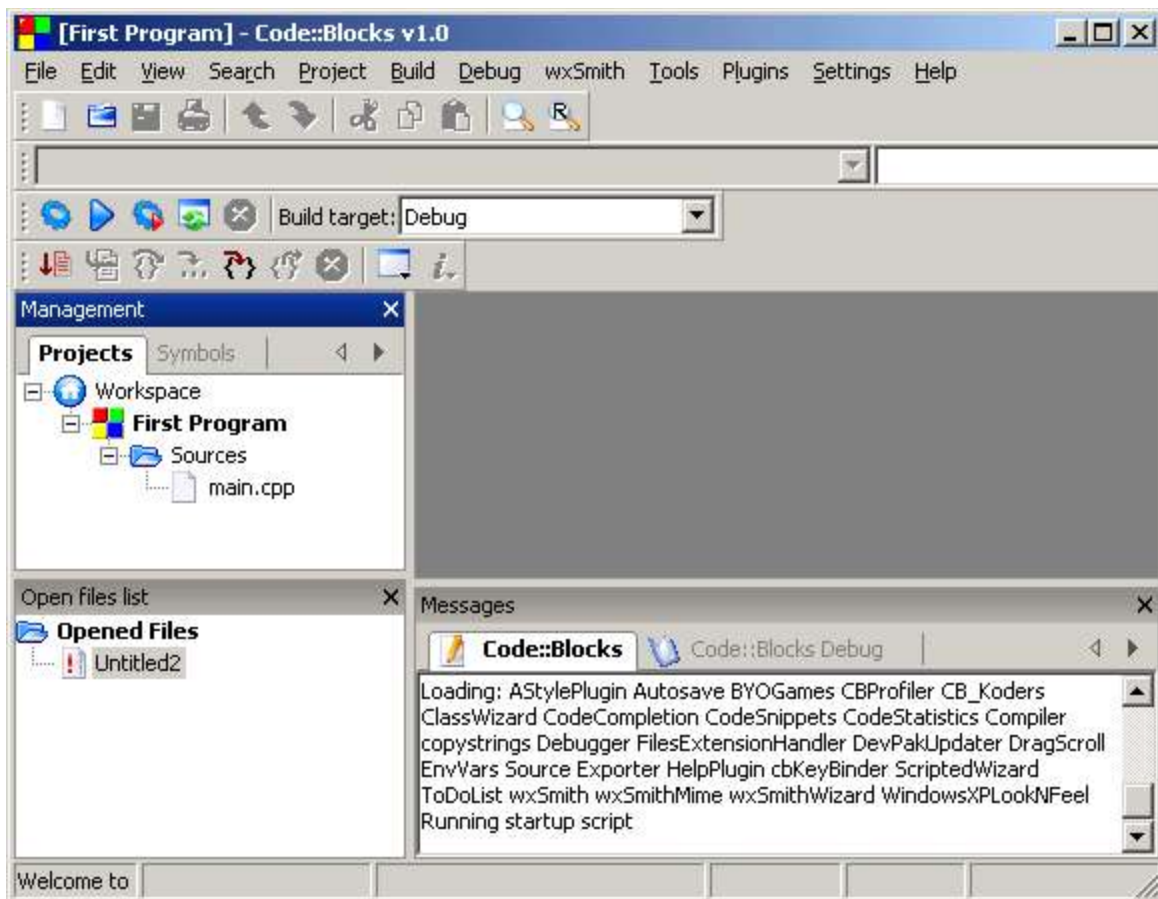 [First Program] - Code::Blocks v1.0
File Edit View Search Project Build Debug wxSmith Tools Plugins Settings Help
Build target: Debug
Management
Projects Symbols
Workspace
First Program
Sources
main.cpp
Open files list
Opened Files
Untitled2
Messages
Code::Blocks Code::Blocks Debug
Loading: AStylePlugin Autosave BYOGames CBProfiler CB_Koders
ClassWizard CodeCompletion CodeSnippets CodeStatistics Compiler
copystrings Debugger FilesExtensionHandler DevPakUpdater DragScroll
EnvVars Source Exporter HelpPlugin cbKeyBinder ScriptedWizard
ToDoList wxSmith wxSmithMime wxSmithWizard WindowsXPLookNFeel
Running startup script
Welcome to